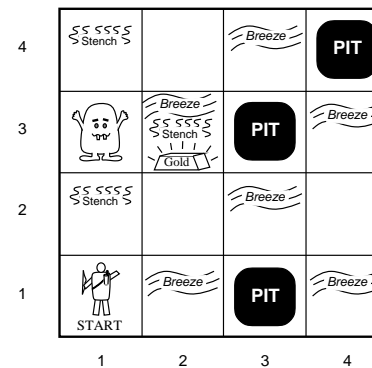 4
Stench
Breeze
PIT
3
Breeze
Stench
Gold
PIT
Breeze
2
Stench
Breeze
1
START
Breeze
PIT
Breeze
1 2 3 4